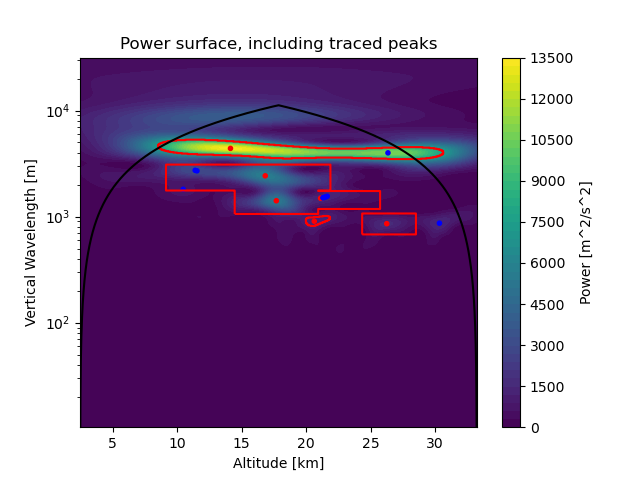 Power surface, including traced peaks
13500
12000
10500
9000
7500
6000
4500
3000
1500
0
Power [m^2/s^2]
10^4
10^3
10^2
Vertical Wavelength [m]
5 10 15 20 25 30
Altitude [km]